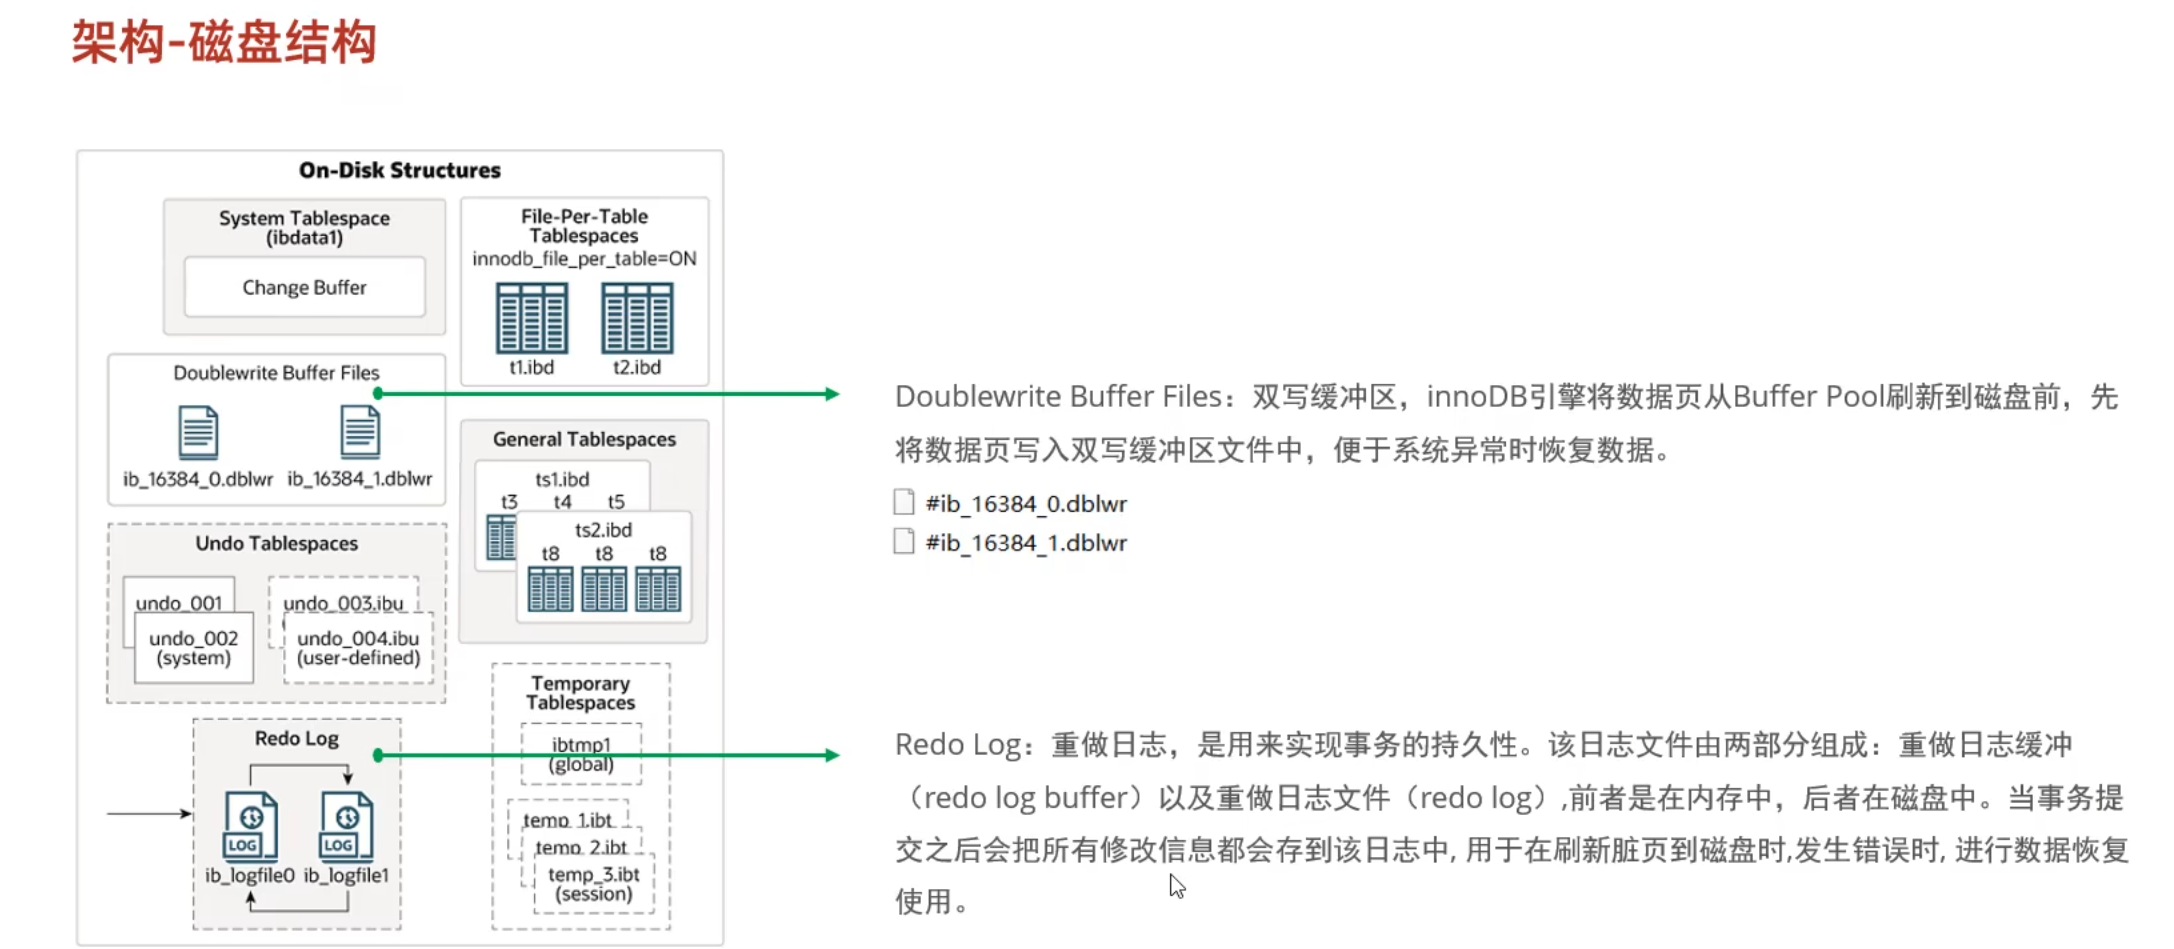 架构-磁盘结构
On-Disk Structures
System Tablespace
(ibdata1)
Change Buffer
File-Per-Table
Tablespaces
innodb_file_per_table=ON
t1.ibd
t2.ibd
Doublewrite Buffer Files
ib_16384_0.dblwr
ib_16384_1.dblwr
General Tablespaces
ts1.ibd
t3 t4 t5
ts2.ibd
t8 t8 t8
Undo Tablespaces
undo_001
undo_002
(system)
undo_003.ibu
undo_004.ibu
(user-defined)
Temporary
Tablespaces
ibtmp1
(global)
temp_1.ibt
temp_2.ibt
temp_3.ibt
(session)
Redo Log
LOG
LOG
ib_logfile0
ib_logfile1
Doublewrite Buffer Files：双写缓冲区，innoDB引擎将数据页从Buffer Pool刷新到磁盘前，先
将数据页写入双写缓冲区文件中，便于系统异常时恢复数据。
#ib_16384_0.dblwr
#ib_16384_1.dblwr
Redo Log：重做日志，是用来实现事务的持久性。该日志文件由两部分组成：重做日志缓冲
（redo log buffer）以及重做日志文件（redo log）,前者是在内存中，后者在磁盘中。当事务提
交之后会把所有修改信息都会存到该日志中, 用于在刷新脏页到磁盘时,发生错误时, 进行数据恢复
使用。